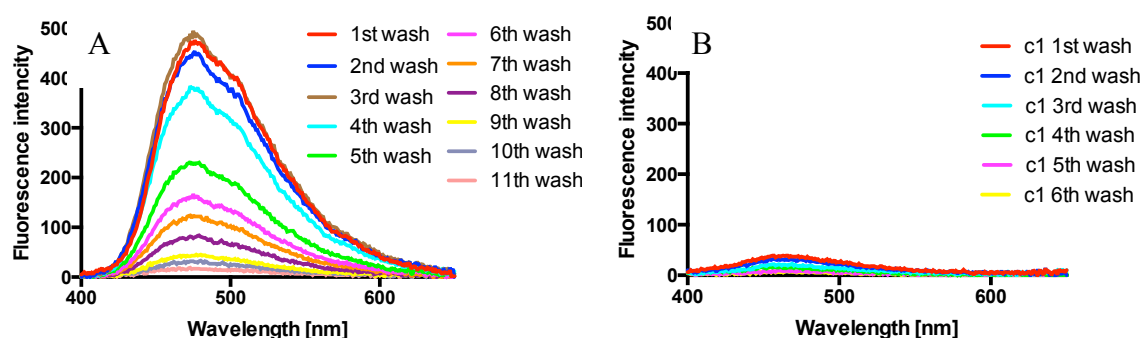 A
Fluorescence intencity
500
400
300
200
100
0
400
500
600
Wavelength [nm]
1st wash
2nd wash
3rd wash
4th wash
5th wash
6th wash
7th wash
8th wash
9th wash
10th wash
11th wash
B
Fluorescence intencity
500
400
300
200
100
0
400
500
600
Wavelength [nm]
c1 1st wash
c1 2nd wash
c1 3rd wash
c1 4th wash
c1 5th wash
c1 6th wash